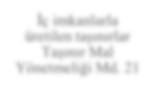 İç imkanlarla
üretilen taşınırlar
Taşınır Mal
Yönetmeliği Md. 21